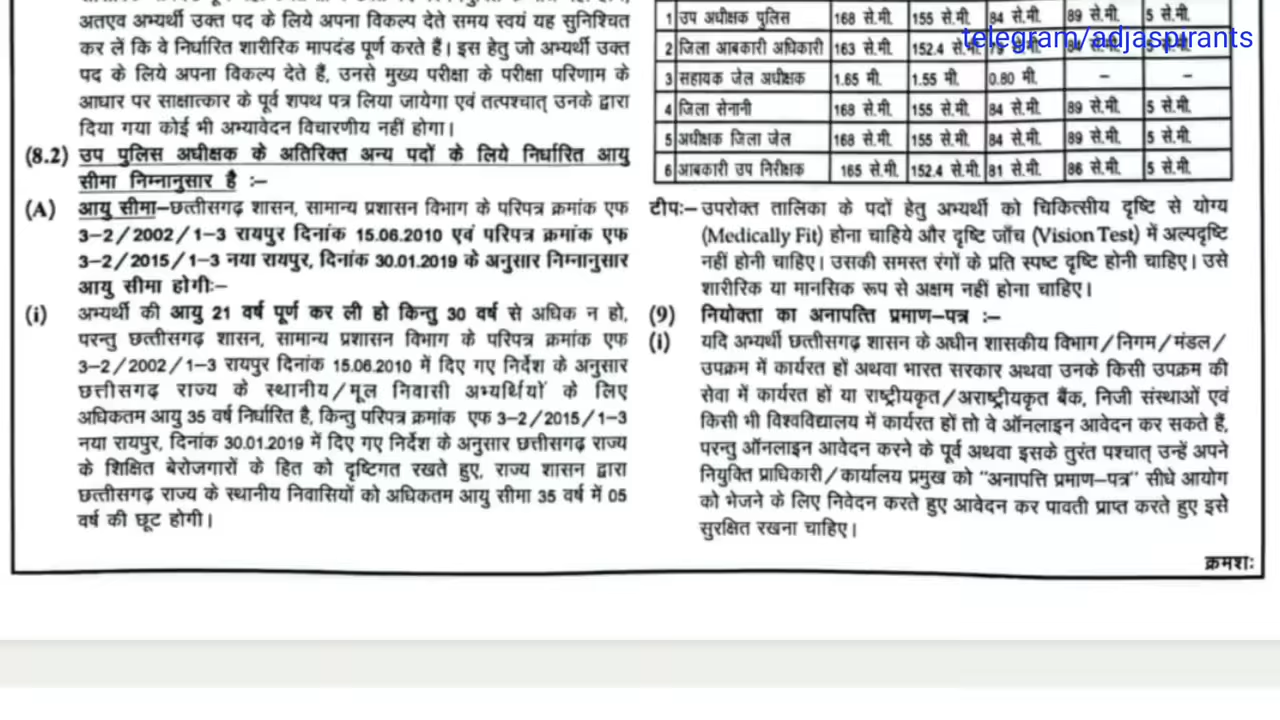 अतएव अभ्यर्थी उक्त पद के लिये अपना विकल्प देते समय स्वयं यह सुनिश्चित
कर लें कि वे निर्धारित शारीरिक मापदंड पूर्ण करते हैं। इस हेतु जो अभ्यर्थी उक्त
पद के लिये अपना विकल्प देते हैं, उनसे मुख्य परीक्षा के परीक्षा परिणाम के
आधार पर साक्षात्कार के पूर्व शपथ पत्र लिया जायेगा एवं तत्पश्चात् उनके द्वारा
दिया गया कोई भी अभ्यावेदन विचारणीय नहीं होगा।
(8.2) उप पुलिस अधीक्षक के अतिरिक्त अन्य पदों के लिये निर्धारित आयु
सीमा निम्नानुसार है :–
(A) आयु सीमा–छत्तीसगढ़ शासन, सामान्य प्रशासन विभाग के परिपत्र क्रमांक एफ
3–2/2002/1–3 रायपुर दिनांक 15.06.2010 एवं परिपत्र क्रमांक एफ
3–2/2015/1–3 नया रायपुर, दिनांक 30.01.2019 के अनुसार निम्नानुसार
आयु सीमा होगीः–
(i) अभ्यर्थी की आयु 21 वर्ष पूर्ण कर ली हो किन्तु 30 वर्ष से अधिक न हो,
परन्तु छत्तीसगढ़ शासन, सामान्य प्रशासन विभाग के परिपत्र क्रमांक एफ
3–2/2002/1–3 रायपुर दिनांक 15.06.2010 में दिए गए निर्देश के अनुसार
छत्तीसगढ़ राज्य के स्थानीय/मूल निवासी अभ्यर्थियों के लिए
अधिकतम आयु 35 वर्ष निर्धारित है, किन्तु परिपत्र क्रमांक एफ 3–2/2015/1–3
नया रायपुर, दिनांक 30.01.2019 में दिए गए निर्देश के अनुसार छत्तीसगढ़ राज्य
के शिक्षित बेरोजगारों के हित को दृष्टिगत रखते हुए, राज्य शासन द्वारा
छत्तीसगढ़ राज्य के स्थानीय निवासियों को अधिकतम आयु सीमा 35 वर्ष में 05
वर्ष की छूट होगी।
1 उप अधीक्षक पुलिस 168 से.मी. 155 से.मी. 84 से.मी. 89 से.मी. 5 से.मी.
telegram/adjaspirants
2 जिला आबकारी अधिकारी 163 से.मी. 152.4 से.मी.
3 सहायक जेल अधीक्षक 1.65 मी. 1.55 मी. 0.80 मी. – –
4 जिला सेनानी 168 से.मी. 155 से.मी. 84 से.मी. 89 से.मी. 5 से.मी.
5 अधीक्षक जिला जेल 168 से.मी. 155 से.मी. 84 से.मी. 89 से.मी. 5 से.मी.
6 आबकारी उप निरीक्षक 165 से.मी. 152.4 से.मी. 81 से.मी. 86 से.मी. 5 से.मी.
टीपः– उपरोक्त तालिका के पदों हेतु अभ्यर्थी को चिकित्सीय दृष्टि से योग्य
(Medically Fit) होना चाहिये और दृष्टि जाँच (Vision Test) में अल्पदृष्टि
नहीं होनी चाहिए। उसकी समस्त रंगों के प्रति स्पष्ट दृष्टि होनी चाहिए। उसे
शारीरिक या मानसिक रूप से अक्षम नहीं होना चाहिए।
(9) नियोक्ता का अनापत्ति प्रमाण–पत्र :–
(i) यदि अभ्यर्थी छत्तीसगढ़ शासन के अधीन शासकीय विभाग/निगम/मंडल/
उपक्रम में कार्यरत हों अथवा भारत सरकार अथवा उनके किसी उपक्रम की
सेवा में कार्यरत हों या राष्ट्रीयकृत/अराष्ट्रीयकृत बैंक, निजी संस्थाओं एवं
किसी भी विश्वविद्यालय में कार्यरत हों तो वे ऑनलाइन आवेदन कर सकते हैं,
परन्तु ऑनलाइन आवेदन करने के पूर्व अथवा इसके तुरंत पश्चात् उन्हें अपने
नियुक्ति प्राधिकारी/कार्यालय प्रमुख को "अनापत्ति प्रमाण–पत्र" सीधे आयोग
को भेजने के लिए निवेदन करते हुए आवेदन कर पावती प्राप्त करते हुए इसे
सुरक्षित रखना चाहिए।
क्रमशः